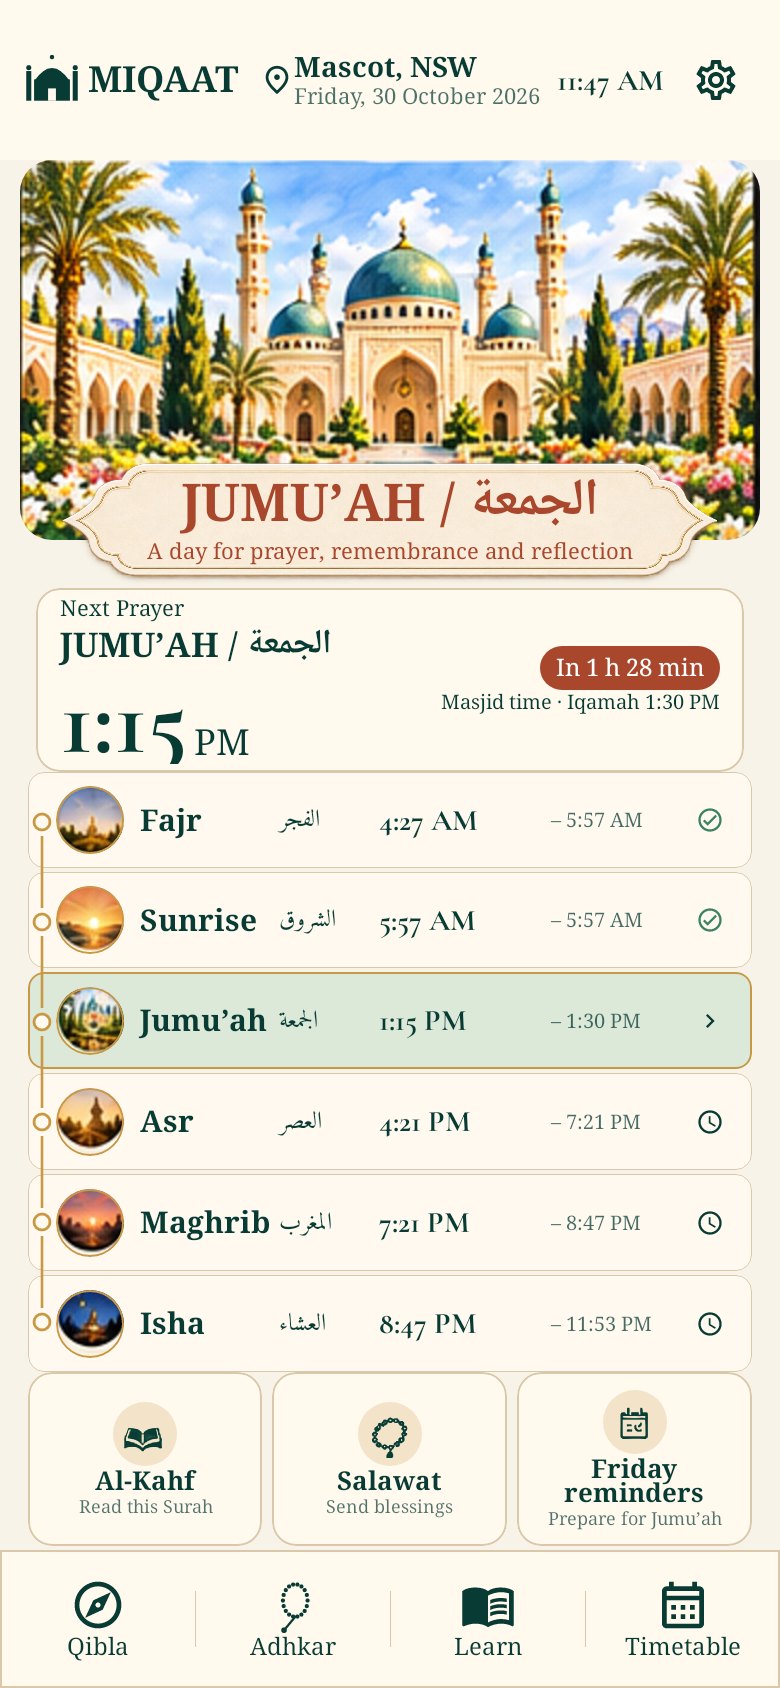 MIQAAT
Mascot, NSW
Friday, 30 October 2026
11:47 AM
JUMU’AH / الجمعة
A day for prayer, remembrance and reflection
Next Prayer
JUMU’AH / الجمعة
1:15 PM
In 1 h 28 min
Masjid time · Iqamah 1:30 PM
Fajr الفجر 4:27 AM – 5:57 AM
Sunrise الشروق 5:57 AM – 5:57 AM
Jumu’ah الجمعة 1:15 PM – 1:30 PM
Asr العصر 4:21 PM – 7:21 PM
Maghrib المغرب 7:21 PM – 8:47 PM
Isha العشاء 8:47 PM – 11:53 PM
Al-Kahf
Read this Surah
Salawat
Send blessings
Friday
reminders
Prepare for Jumu’ah
Qibla
Adhkar
Learn
Timetable